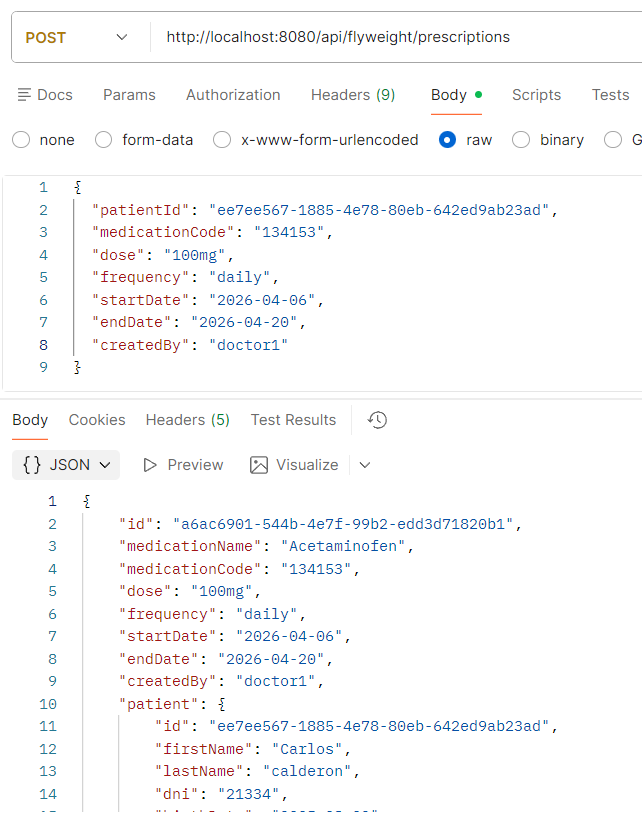 POST http://localhost:8080/api/flyweight/prescriptions
Docs Params Authorization Headers (9) Body Scripts Tests
none form-data x-www-form-urlencoded raw binary G
1 {
2 "patientId": "ee7ee567-1885-4e78-80eb-642ed9ab23ad",
3 "medicationCode": "134153",
4 "dose": "100mg",
5 "frequency": "daily",
6 "startDate": "2026-04-06",
7 "endDate": "2026-04-20",
8 "createdBy": "doctor1"
9 }
Body Cookies Headers (5) Test Results
{} JSON Preview Visualize
1 {
2 "id": "a6ac6901-544b-4e7f-99b2-edd3d71820b1",
3 "medicationName": "Acetaminofen",
4 "medicationCode": "134153",
5 "dose": "100mg",
6 "frequency": "daily",
7 "startDate": "2026-04-06",
8 "endDate": "2026-04-20",
9 "createdBy": "doctor1",
10 "patient": {
11 "id": "ee7ee567-1885-4e78-80eb-642ed9ab23ad",
12 "firstName": "Carlos",
13 "lastName": "calderon",
14 "dni": "21334",